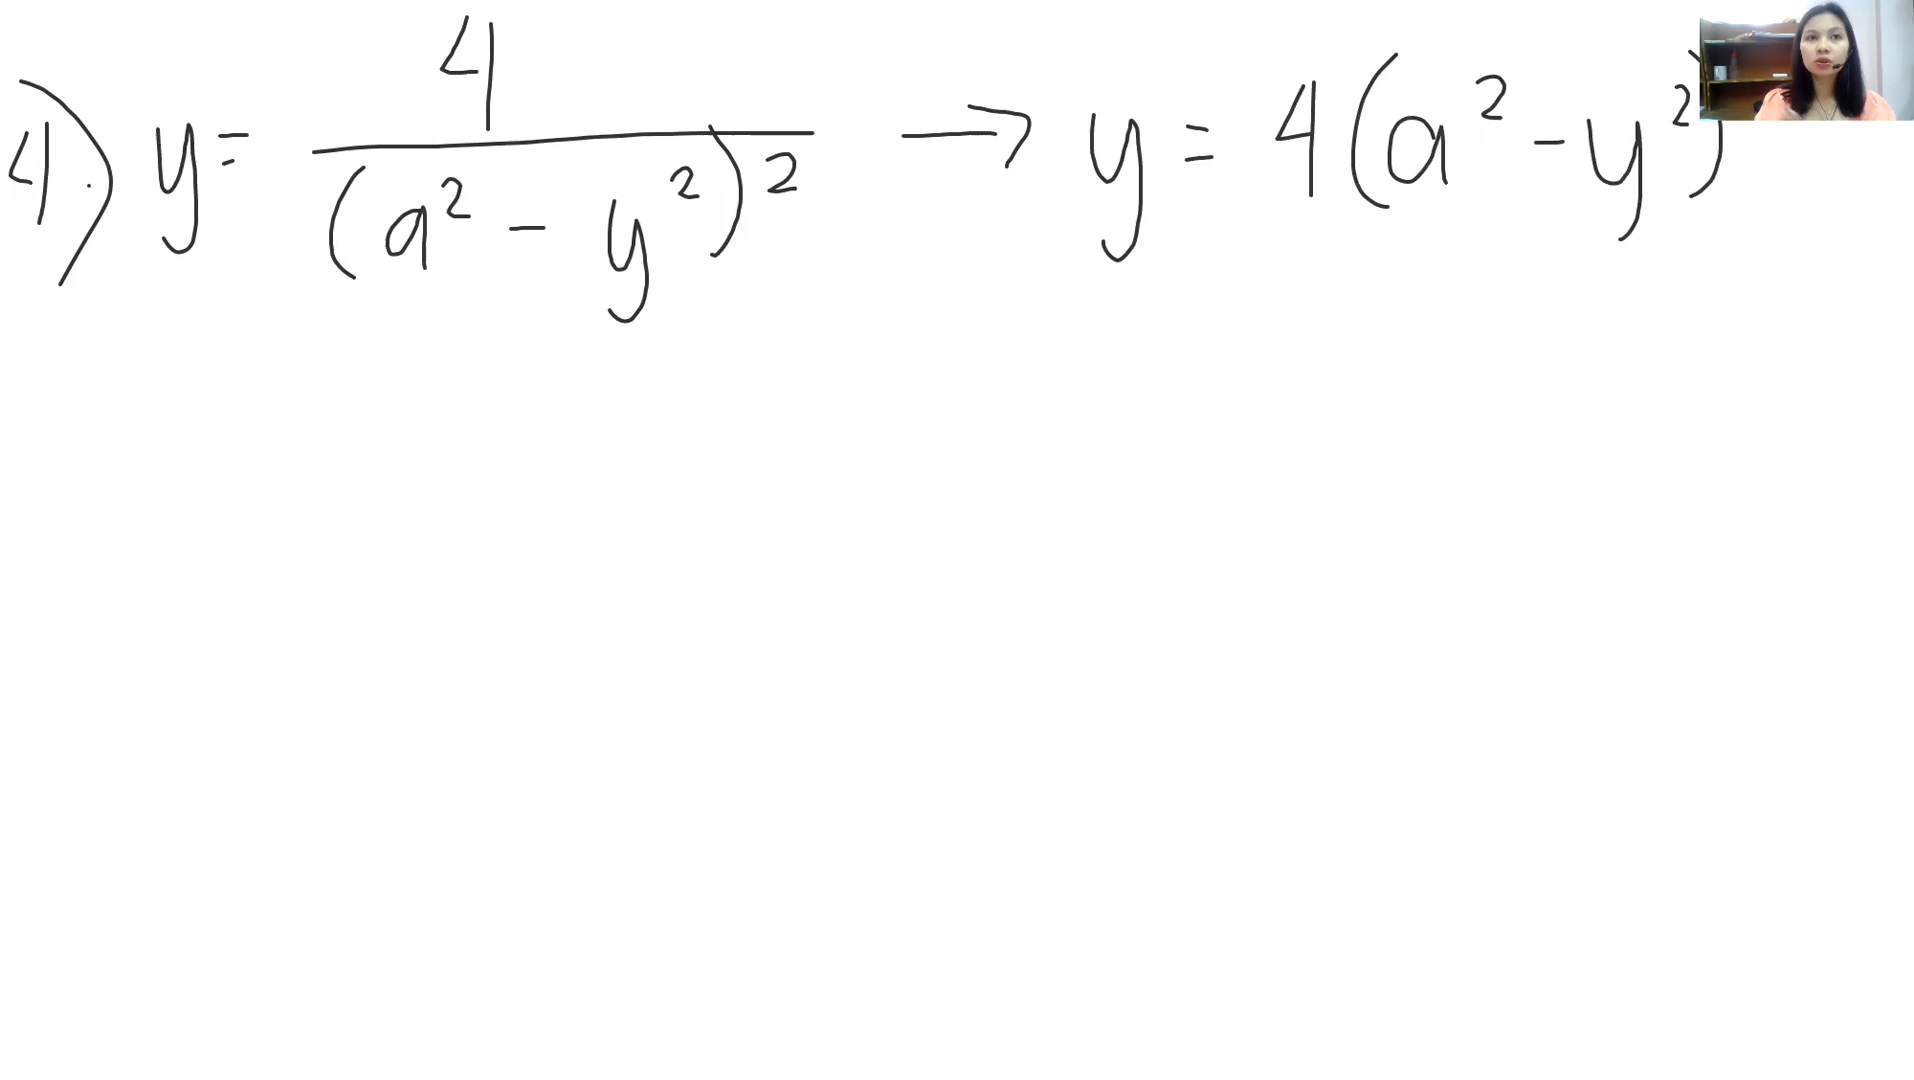 4.) y = 4/(a² - y²)² → y = 4(a² - y²)